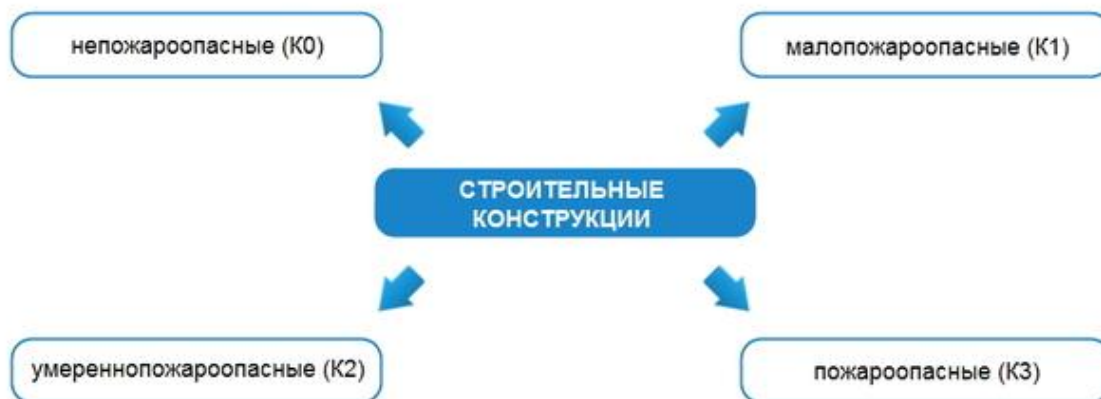 непожароопасные (К0)
малопожароопасные (К1)
СТРОИТЕЛЬНЫЕ
КОНСТРУКЦИИ
умереннопожароопасные (К2)
пожароопасные (К3)